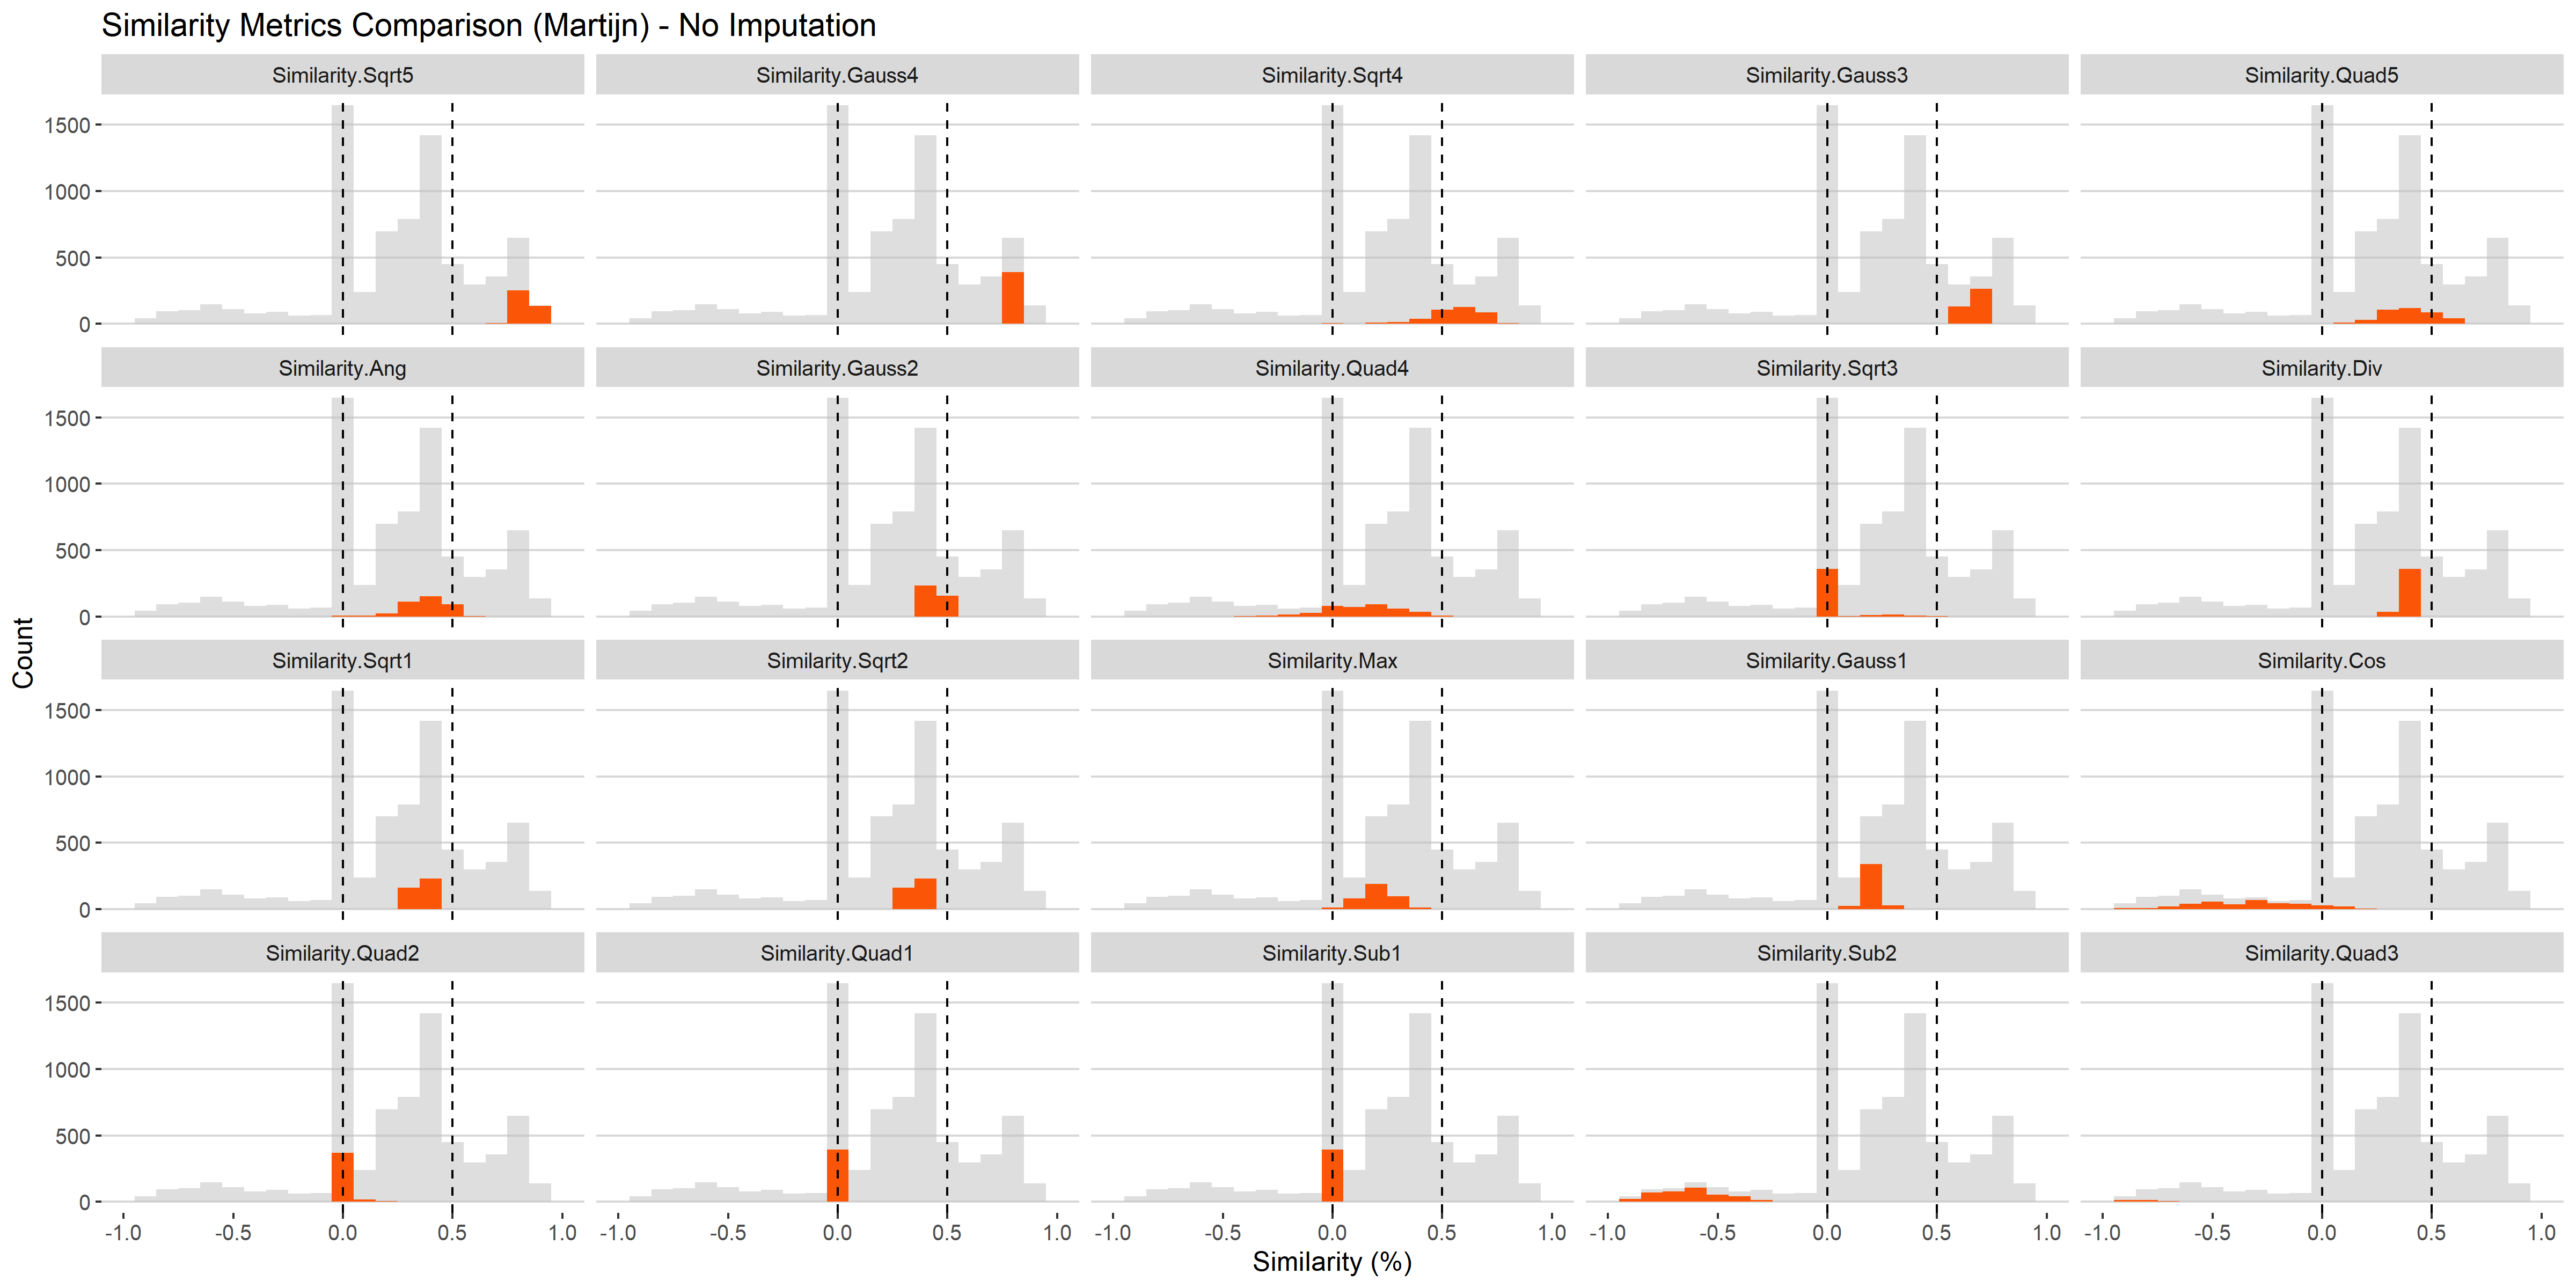 Similarity Metrics Comparison (Martijn) - No Imputation
Similarity.Sqrt5 Similarity.Gauss4 Similarity.Sqrt4 Similarity.Gauss3 Similarity.Quad5
1500
1000
500
0
Similarity.Ang Similarity.Gauss2 Similarity.Quad4 Similarity.Sqrt3 Similarity.Div
1500
1000
500
0
Count
Similarity.Sqrt1 Similarity.Sqrt2 Similarity.Max Similarity.Gauss1 Similarity.Cos
1500
1000
500
0
Similarity.Quad2 Similarity.Quad1 Similarity.Sub1 Similarity.Sub2 Similarity.Quad3
1500
1000
500
0
-1.0 -0.5 0.0 0.5 1.0 -1.0 -0.5 0.0 0.5 1.0 -1.0 -0.5 0.0 0.5 1.0 -1.0 -0.5 0.0 0.5 1.0 -1.0 -0.5 0.0 0.5 1.0
Similarity (%)